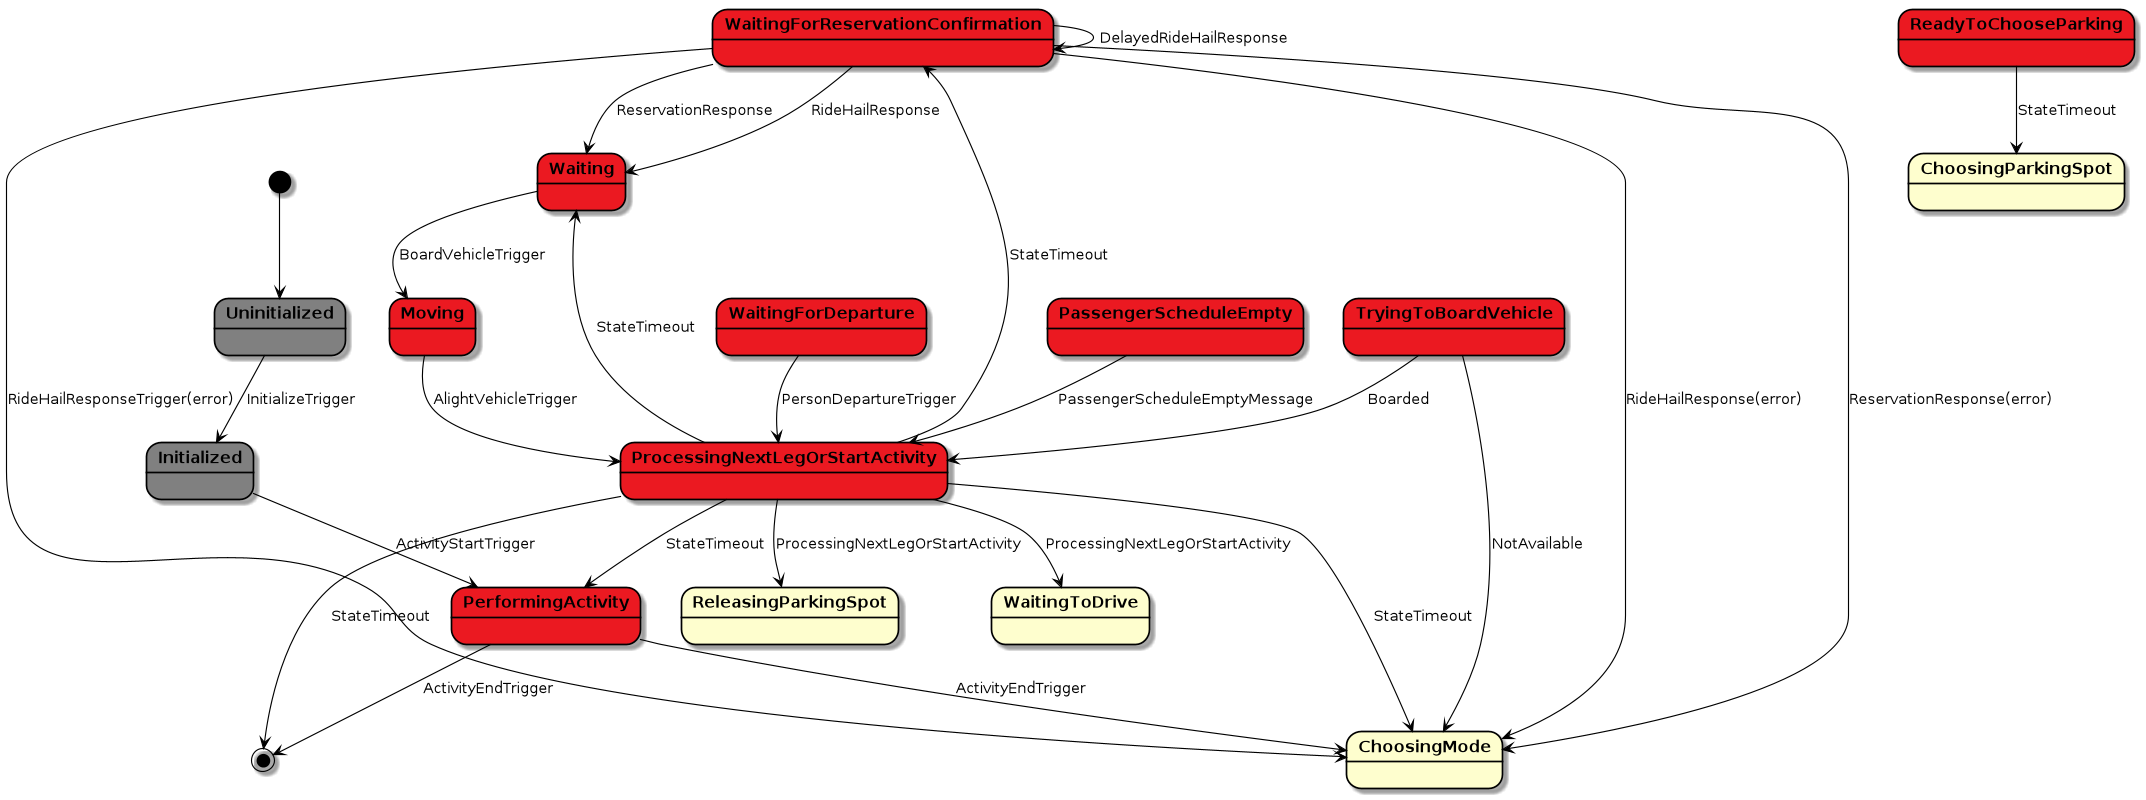 WaitingForReservationConfirmation
ReadyToChooseParking
DelayedRideHailResponse
ReservationResponse
RideHailResponse
StateTimeout
Waiting
ChoosingParkingSpot
BoardVehicleTrigger
StateTimeout
Uninitialized
Moving
StateTimeout
WaitingForDeparture
PassengerScheduleEmpty
TryingToBoardVehicle
RideHailResponseTrigger(error)
InitializeTrigger
AlightVehicleTrigger
PersonDepartureTrigger
PassengerScheduleEmptyMessage
Boarded
RideHailResponse(error)
ReservationResponse(error)
Initialized
ProcessingNextLegOrStartActivity
ActivityStartTrigger
StateTimeout
ProcessingNextLegOrStartActivity
ProcessingNextLegOrStartActivity
NotAvailable
StateTimeout
PerformingActivity
ReleasingParkingSpot
WaitingToDrive
StateTimeout
ActivityEndTrigger
ActivityEndTrigger
ChoosingMode